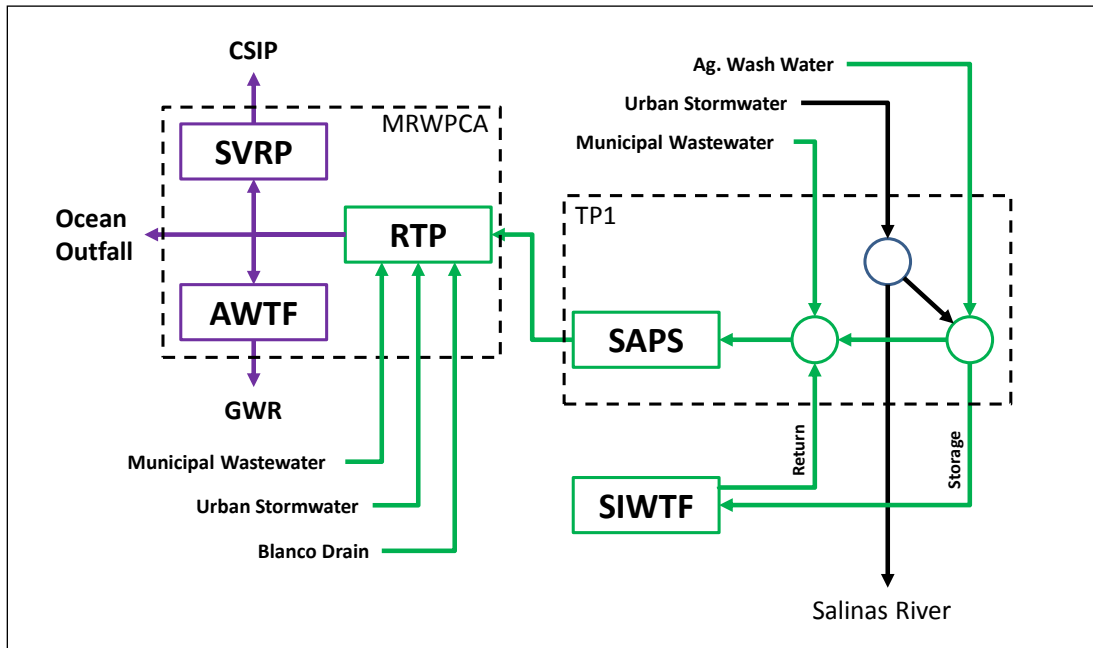 CSIP
Ag. Wash Water
Urban Stormwater
MRWPCA
Municipal Wastewater
SVRP
TP1
Ocean
Outfall
RTP
AWTF
SAPS
GWR
Return
Storage
Municipal Wastewater
Urban Stormwater
SIWTF
Blanco Drain
Salinas River